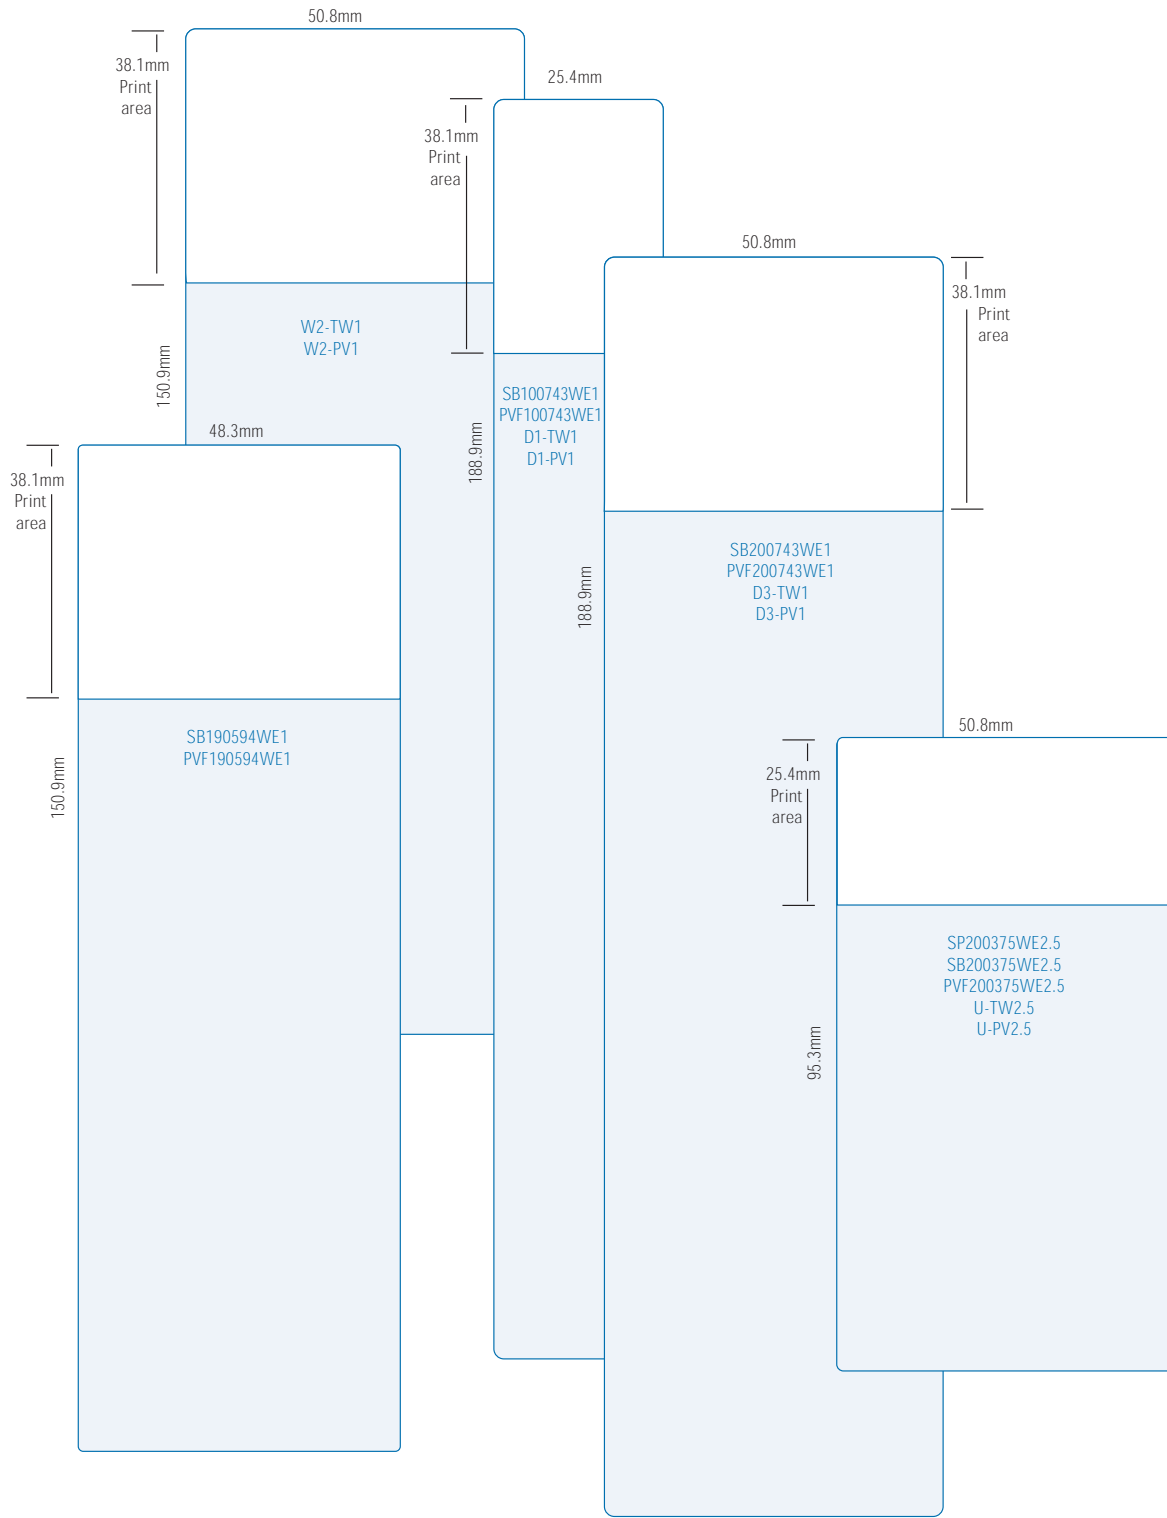 50.8mm
38.1mm
Print
area
W2-TW1
W2-PV1
150.9mm
25.4mm
38.1mm
Print
area
SB100743WE1
PVF100743WE1
D1-TW1
D1-PV1
188.9mm
50.8mm
38.1mm
Print
area
SB200743WE1
PVF200743WE1
D3-TW1
D3-PV1
188.9mm
48.3mm
38.1mm
Print
area
SB190594WE1
PVF190594WE1
150.9mm
50.8mm
25.4mm
Print
area
SP200375WE2.5
SB200375WE2.5
PVF200375WE2.5
U-TW2.5
U-PV2.5
95.3mm